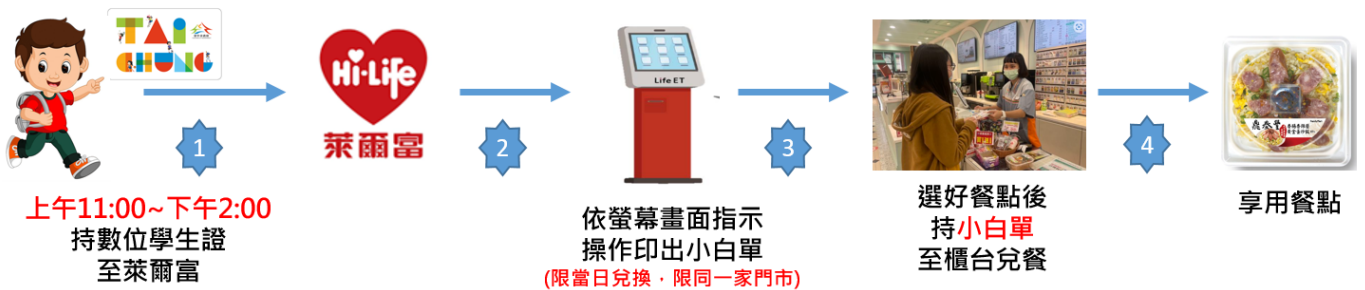 TAI
CHUNG
1
上午11:00~下午2:00
持數位學生證
至萊爾富
Hi-Life
萊爾富
2
Life ET
依螢幕畫面指示
操作印出小白單
(限當日兌換，限同一家門市)
3
選好餐點後
持小白單
至櫃台兌餐
4
鼎泰豐
享用餐點